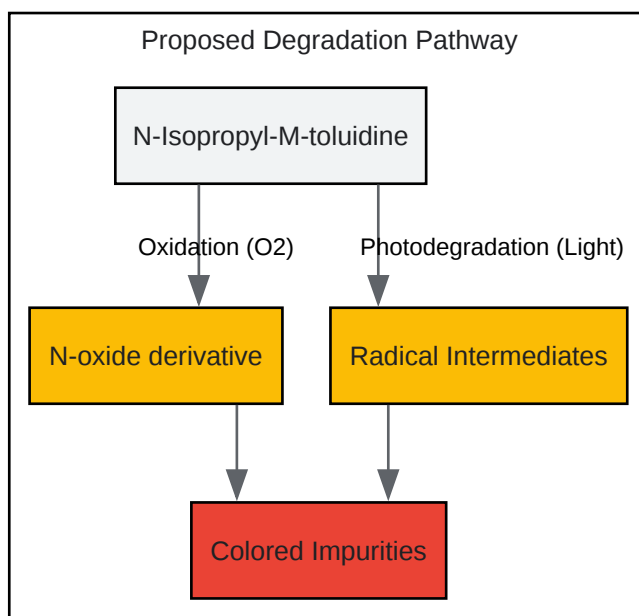 Proposed Degradation Pathway
N-Isopropyl-M-toluidine
Oxidation (O2)
Photodegradation (Light)
N-oxide derivative
Radical Intermediates
Colored Impurities